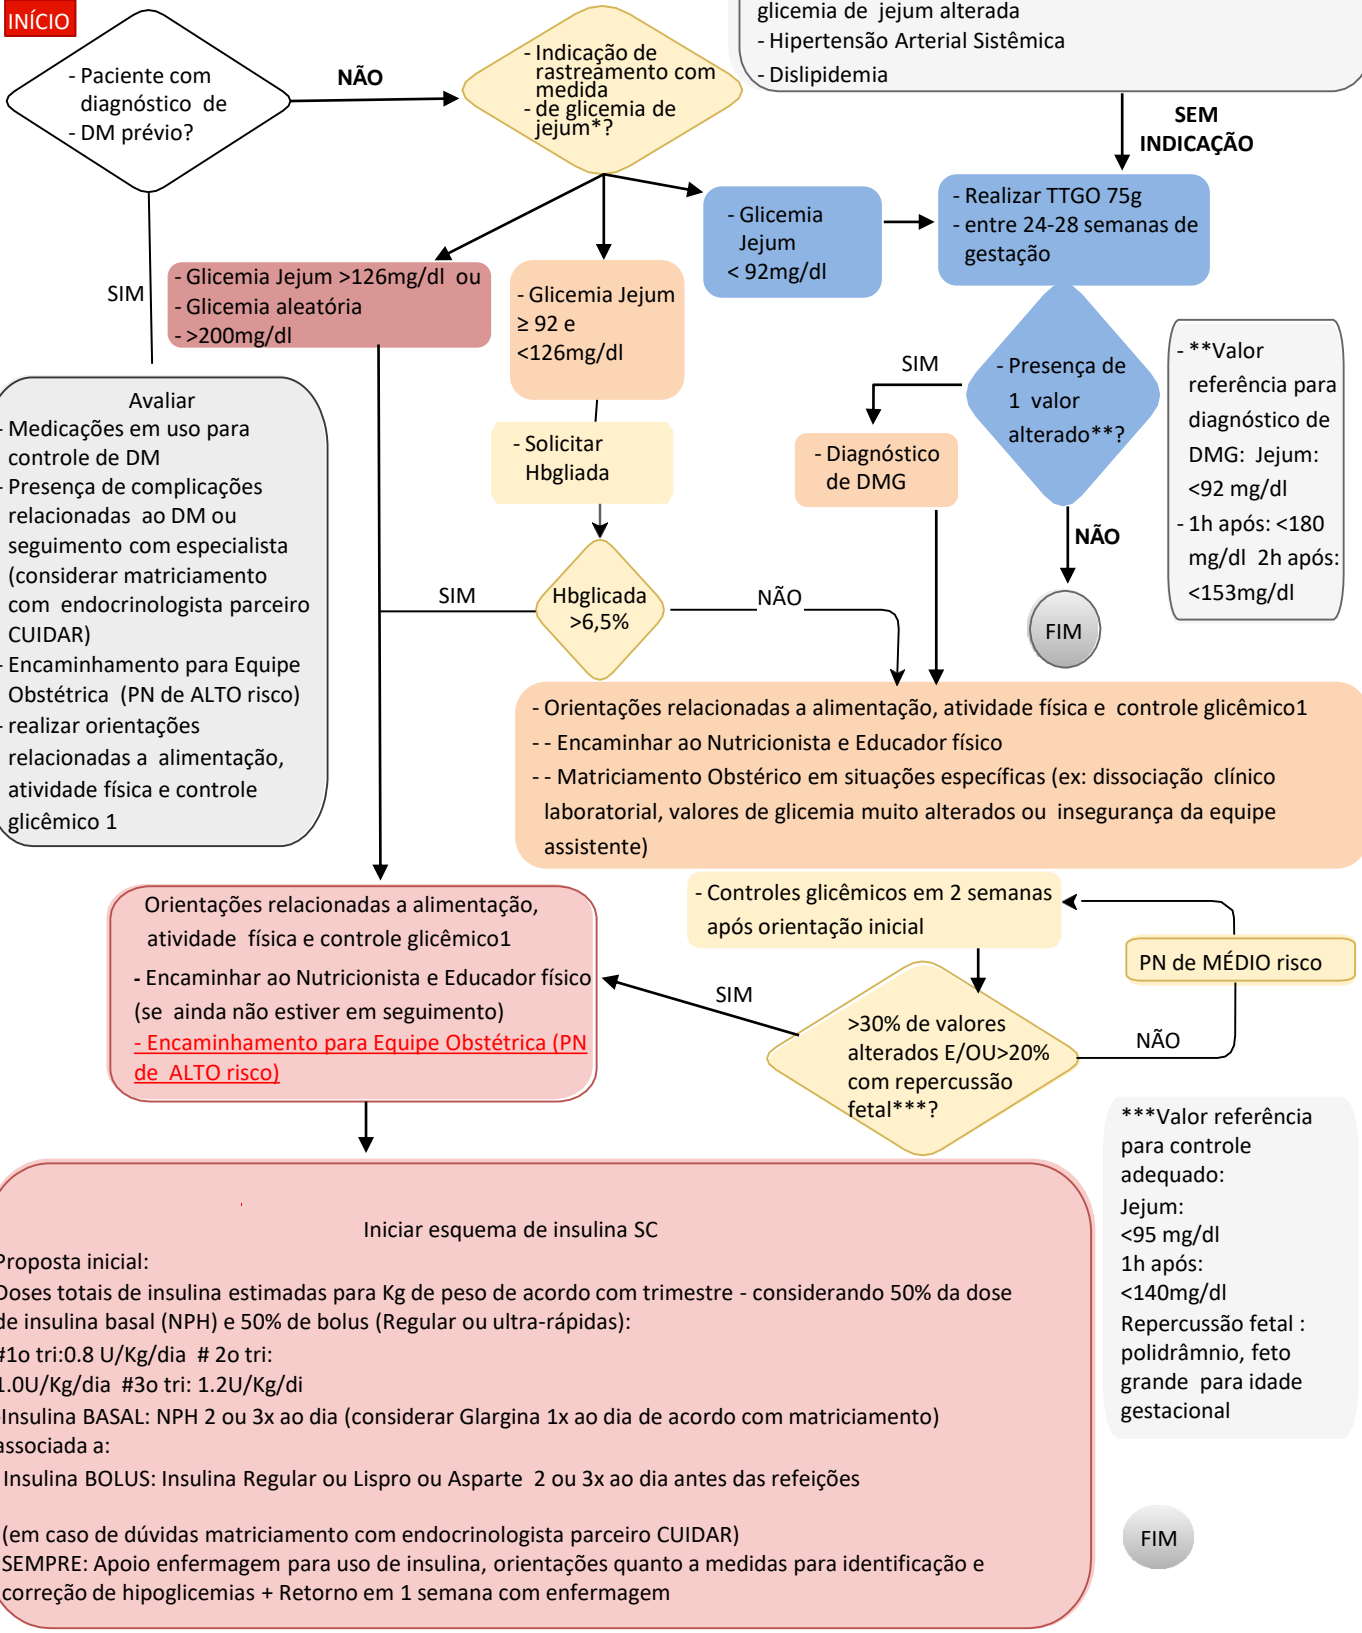 INÍCIO
glicemia de jejum alterada
- Hipertensão Arterial Sistêmica
- Dislipidemia
- Paciente com
diagnóstico de
- DM prévio?
NÃO
- Indicação de
rastreamento com
medida
- de glicemia de
jejum*?
SEM
INDICAÇÃO
SIM
- Glicemia Jejum >126mg/dl ou
- Glicemia aleatória
- >200mg/dl
- Glicemia Jejum
≥ 92 e
<126mg/dl
- Glicemia
Jejum
< 92mg/dl
- Realizar TTGO 75g
- entre 24-28 semanas de
gestação
SIM
- Presença de
1 valor
alterado**?
- **Valor
referência para
diagnóstico de
DMG: Jejum:
<92 mg/dl
- 1h após: <180
mg/dl 2h após:
<153mg/dl
Avaliar
- Medicações em uso para
controle de DM
- Presença de complicações
relacionadas ao DM ou
seguimento com especialista
(considerar matriciamento
com endocrinologista parceiro
CUIDAR)
- Encaminhamento para Equipe
Obstétrica (PN de ALTO risco)
- realizar orientações
relacionadas a alimentação,
atividade física e controle
glicêmico 1
- Solicitar
Hbgliada
- Diagnóstico
de DMG
NÃO
FIM
SIM
Hbglicada
>6,5%
NÃO
- Orientações relacionadas a alimentação, atividade física e controle glicêmico1
- - Encaminhar ao Nutricionista e Educador físico
- - Matriciamento Obstérico em situações específicas (ex: dissociação clínico
laboratorial, valores de glicemia muito alterados ou insegurança da equipe
assistente)
Orientações relacionadas a alimentação,
atividade física e controle glicêmico1
- Encaminhar ao Nutricionista e Educador físico
(se ainda não estiver em seguimento)
- Encaminhamento para Equipe Obstétrica (PN
de ALTO risco)
- Controles glicêmicos em 2 semanas
após orientação inicial
PN de MÉDIO risco
SIM
>30% de valores
alterados E/OU>20%
com repercussão
fetal***?
NÃO
***Valor referência
para controle
adequado:
Jejum:
<95 mg/dl
1h após:
<140mg/dl
Repercussão fetal :
polidrâmnio, feto
grande para idade
gestacional
Iniciar esquema de insulina SC
Proposta inicial:
Doses totais de insulina estimadas para Kg de peso de acordo com trimestre - considerando 50% da dose
de insulina basal (NPH) e 50% de bolus (Regular ou ultra-rápidas):
#1o tri:0.8 U/Kg/dia # 2o tri:
1.0U/Kg/dia #3o tri: 1.2U/Kg/di
-Insulina BASAL: NPH 2 ou 3x ao dia (considerar Glargina 1x ao dia de acordo com matriciamento)
associada a:
Insulina BOLUS: Insulina Regular ou Lispro ou Asparte 2 ou 3x ao dia antes das refeições
(em caso de dúvidas matriciamento com endocrinologista parceiro CUIDAR)
SEMPRE: Apoio enfermagem para uso de insulina, orientações quanto a medidas para identificação e
correção de hipoglicemias + Retorno em 1 semana com enfermagem
FIM